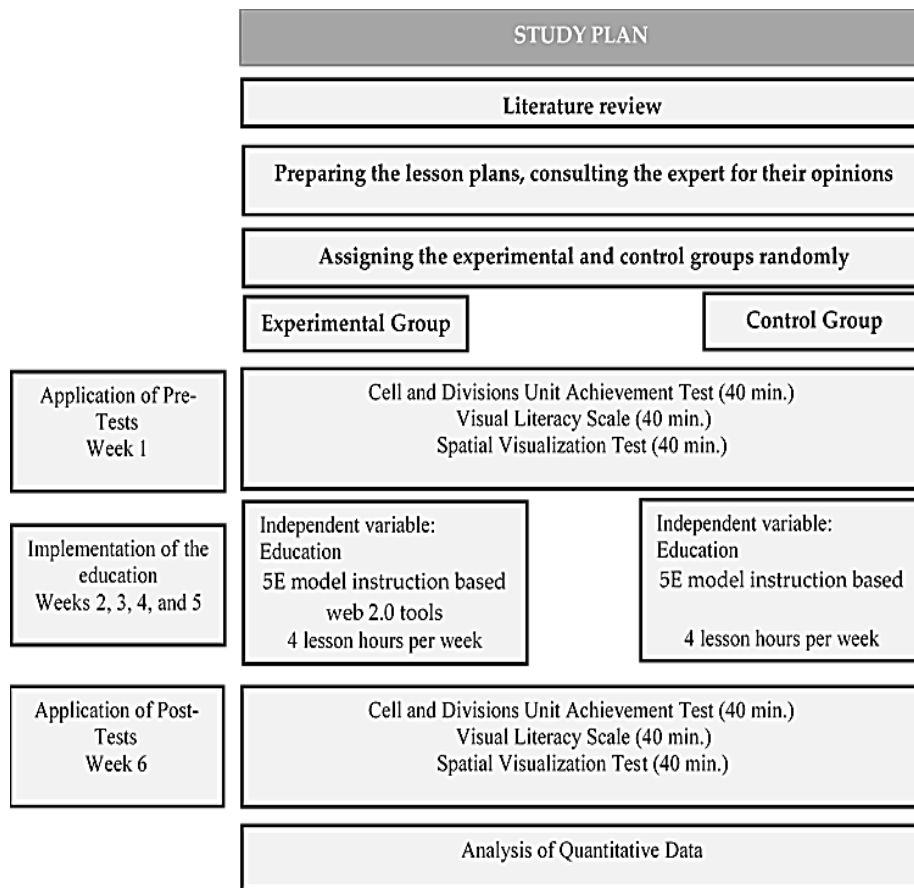 STUDY PLAN
Literature review
Preparing the lesson plans, consulting the expert for their opinions
Assigning the experimental and control groups randomly
Experimental Group
Control Group
Application of Pre-
Tests
Week 1
Cell and Divisions Unit Achievement Test (40 min.)
Visual Literacy Scale (40 min.)
Spatial Visualization Test (40 min.)
Implementation of the
education
Weeks 2, 3, 4, and 5
Independent variable:
Education
5E model instruction based
web 2.0 tools
4 lesson hours per week
Independent variable:
Education
5E model instruction based
4 lesson hours per week
Application of Post-
Tests
Week 6
Cell and Divisions Unit Achievement Test (40 min.)
Visual Literacy Scale (40 min.)
Spatial Visualization Test (40 min.)
Analysis of Quantitative Data